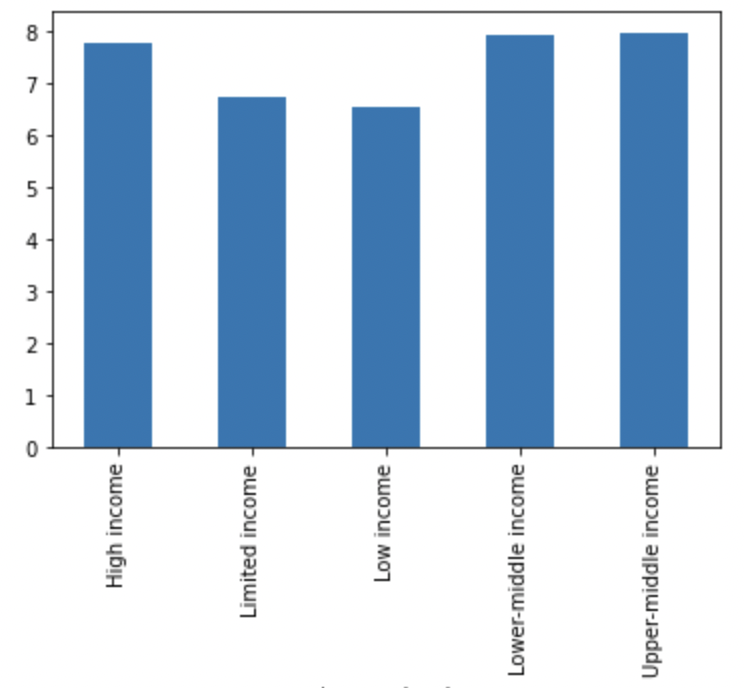 8
7
6
5
4
3
2
1
0
High income
Limited income
Low income
Lower-middle income
Upper-middle income